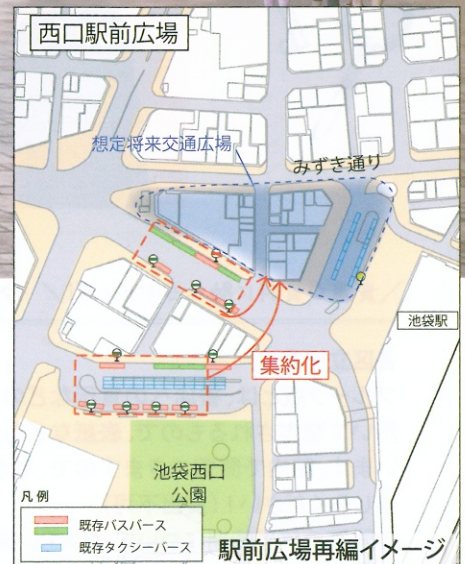 西口駅前広場
想定将来交通広場
みずき通り
池袋駅
集約化
池袋西口
公園
凡例
既存バスバース
既存タクシーバース
駅前広場再編イメージ